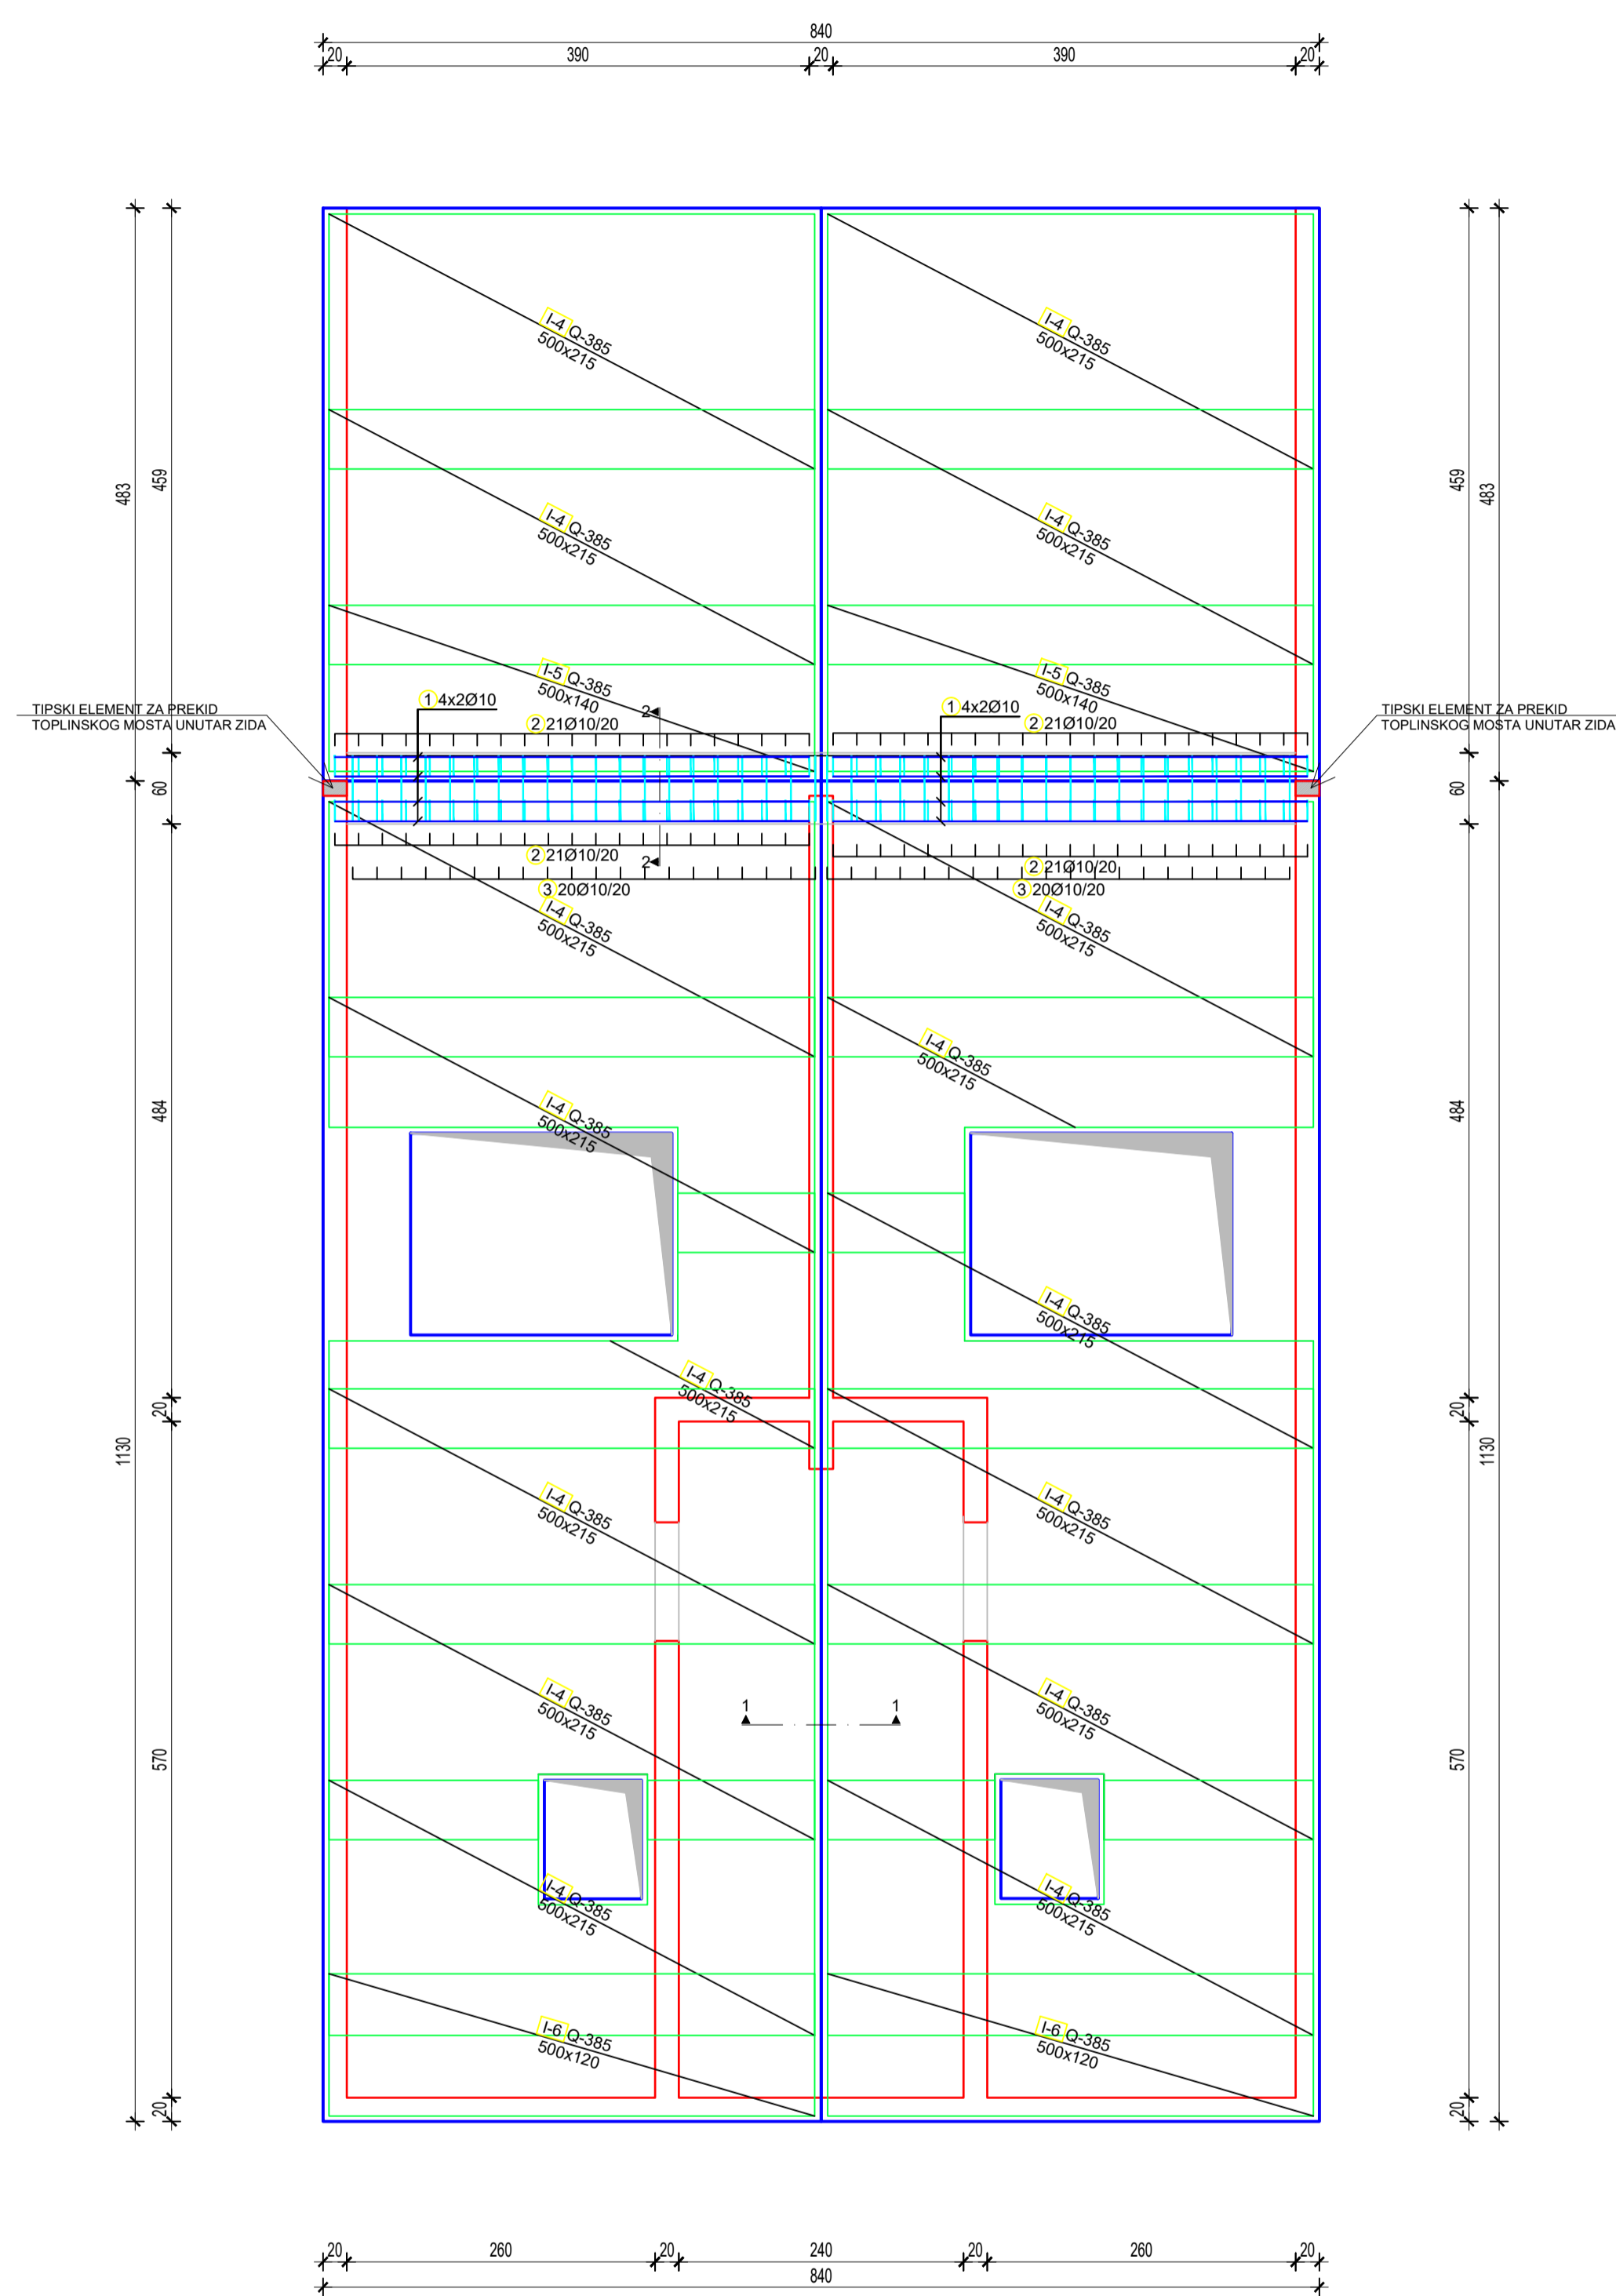 840
20 390 20 390 20
I-4 Q-385
500x215
I-4 Q-385
500x215
483
459
459
483
I-4 Q-385
500x215
I-4 Q-385
500x215
I-5 Q-385
500x140
I-5 Q-385
500x140
TIPSKI ELEMENT ZA PREKID
TOPLINSKOG MOSTA UNUTAR ZIDA
1 4x2Ø10
2 21Ø10/20
2
1 4x2Ø10
2 21Ø10/20
TIPSKI ELEMENT ZA PREKID
TOPLINSKOG MOSTA UNUTAR ZIDA
60
60
2 21Ø10/20
2
2 21Ø10/20
3 20Ø10/20
3 20Ø10/20
I-4 Q-385
500x215
I-4 Q-385
500x215
I-4 Q-385
500x215
484
I-4 Q-385
500x215
484
I-4 Q-385
500x215
I-4 Q-385
500x215
20
20
1130
1130
I-4 Q-385
500x215
I-4 Q-385
500x215
I-4 Q-385
500x215
I-4 Q-385
500x215
1 1
570
570
I-4 Q-385
500x215
I-4 Q-385
500x215
I-6 Q-385
500x120
I-6 Q-385
500x120
20
20
20 260 20 240 20 260 20
840